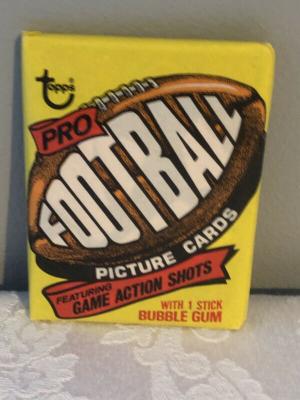 Topps
PRO
FOOTBALL
PICTURE CARDS
FEATURING
GAME ACTION SHOTS
WITH 1 STICK
BUBBLE GUM